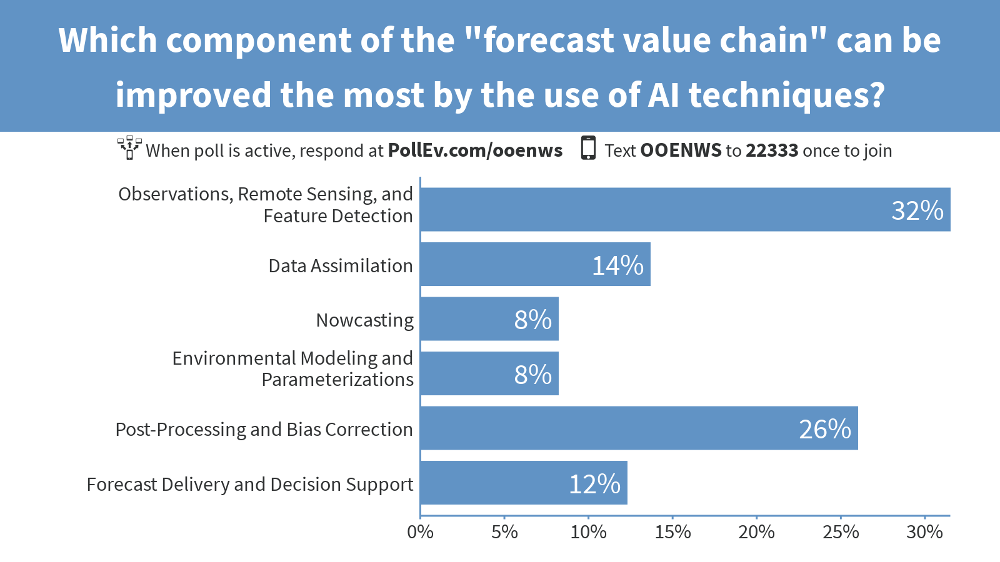 Which component of the "forecast value chain" can be
improved the most by the use of AI techniques?
When poll is active, respond at PollEv.com/ooenws Text OOENWS to 22333 once to join
Observations, Remote Sensing, and
Feature Detection
32%
Data Assimilation
14%
Nowcasting
8%
Environmental Modeling and
Parameterizations
8%
Post-Processing and Bias Correction
26%
Forecast Delivery and Decision Support
12%
0% 5% 10% 15% 20% 25% 30%